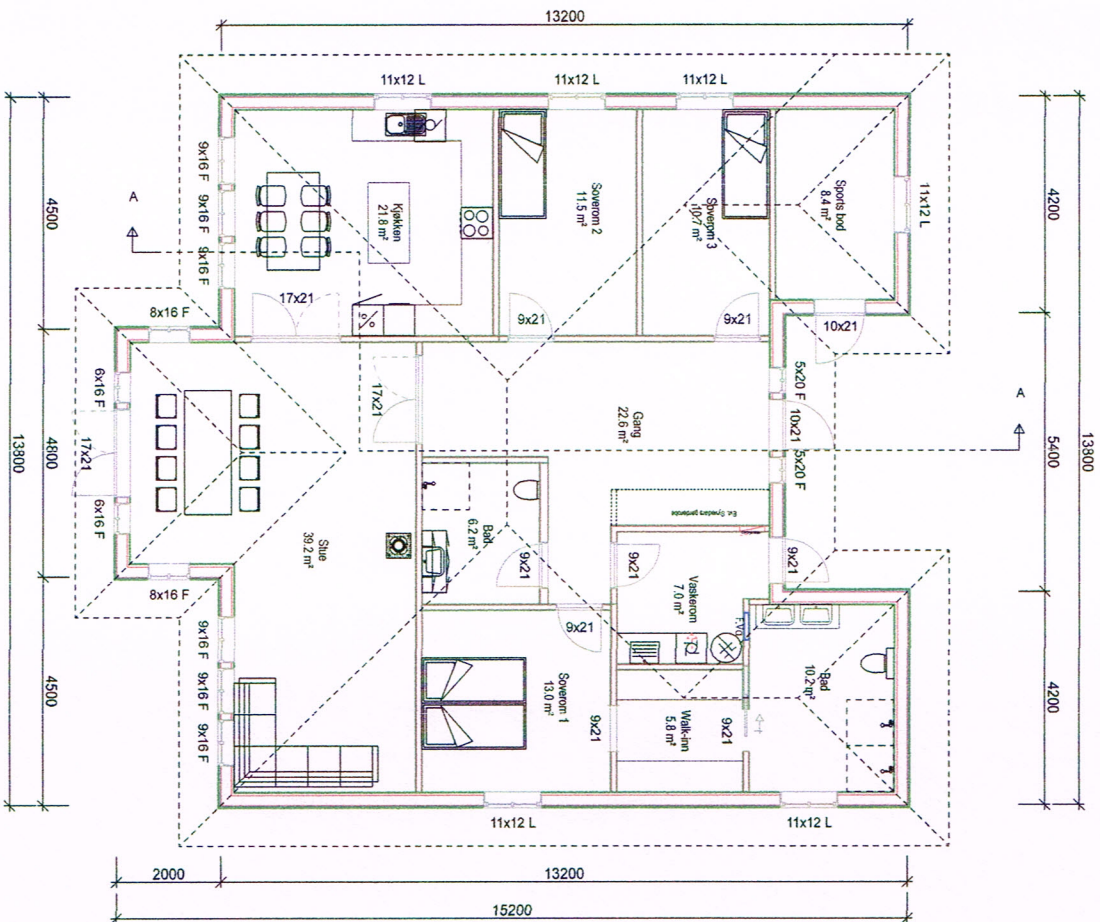 13200
11x12 L
11x12 L
11x12 L
9x16 F
9x16 F
9x16 F
A
4500
Kjøkken
21.8 m²
Soverom 2
11.5 m²
Soverom 3
10.7 m²
Sports bod
8.4 m²
11x12 L
4200
17x21
9x21
9x21
10x21
8x16 F
6x16 F
17x21
6x16 F
4800
13800
17x21
Gang
22.6 m²
5x20 F
10x21
5x20 F
A
5400
13800
Stue
39.2 m²
Bad
6.2 m²
9x21
9x21
Vaskerom
7.0 m²
9x21
8x16 F
9x21
9x16 F
9x16 F
9x16 F
4500
Soverom 1
13.0 m²
9x21
Walk-inn
5.8 m²
9x21
Bad
10.2 m²
4200
11x12 L
11x12 L
2000
13200
15200